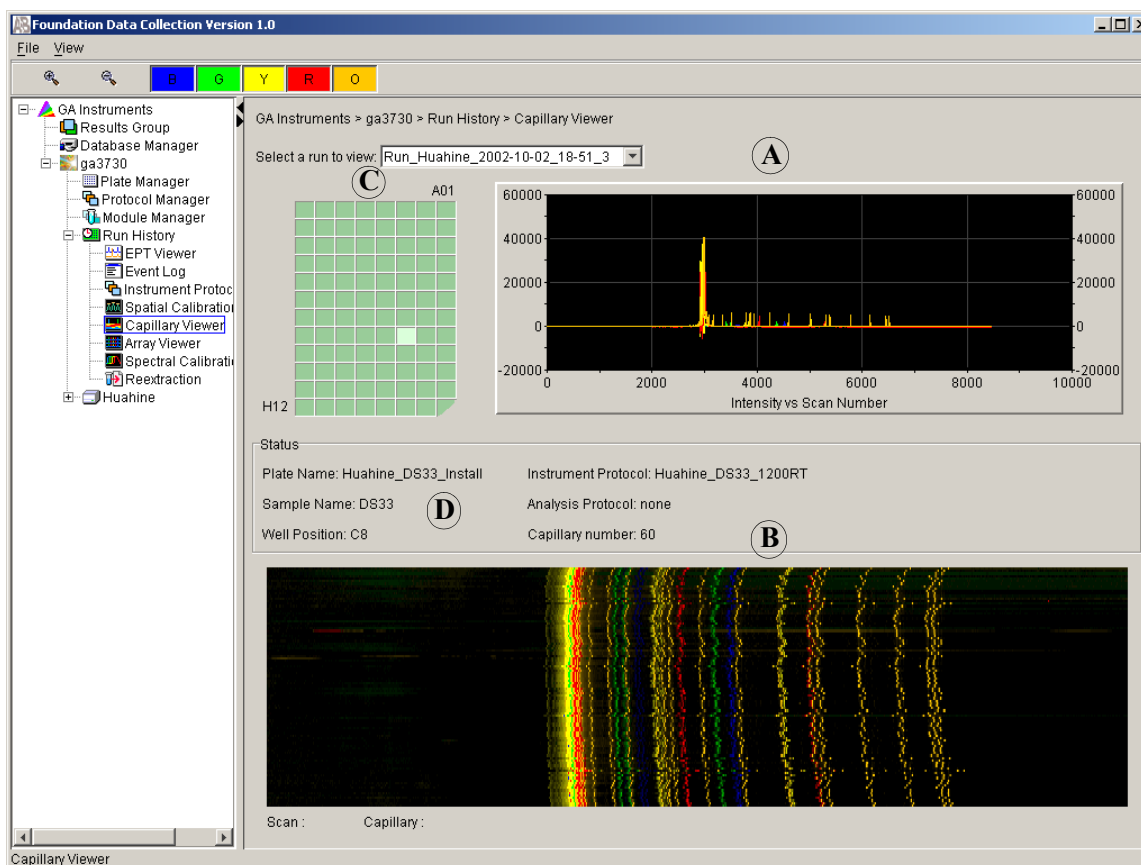 Foundation Data Collection Version 1.0
File View
B G Y R O
GA Instruments
Results Group
Database Manager
ga3730
Plate Manager
Protocol Manager
Module Manager
Run History
EPT Viewer
Event Log
Instrument Protoc
Spatial Calibration
Capillary Viewer
Array Viewer
Spectral Calibrati
Reextraction
Huahine
GA Instruments > ga3730 > Run History > Capillary Viewer
Select a run to view: Run_Huahine_2002-10-02_18-51_3
A
C
A01
H12
60000 60000
40000 40000
20000 20000
0 0
-20000 -20000
0 2000 4000 6000 8000 10000
Intensity vs Scan Number
Status
Plate Name: Huahine_DS33_Install Instrument Protocol: Huahine_DS33_1200RT
Sample Name: DS33 D Analysis Protocol: none
Well Position: C8 Capillary number: 60 B
Scan : Capillary :
Capillary Viewer